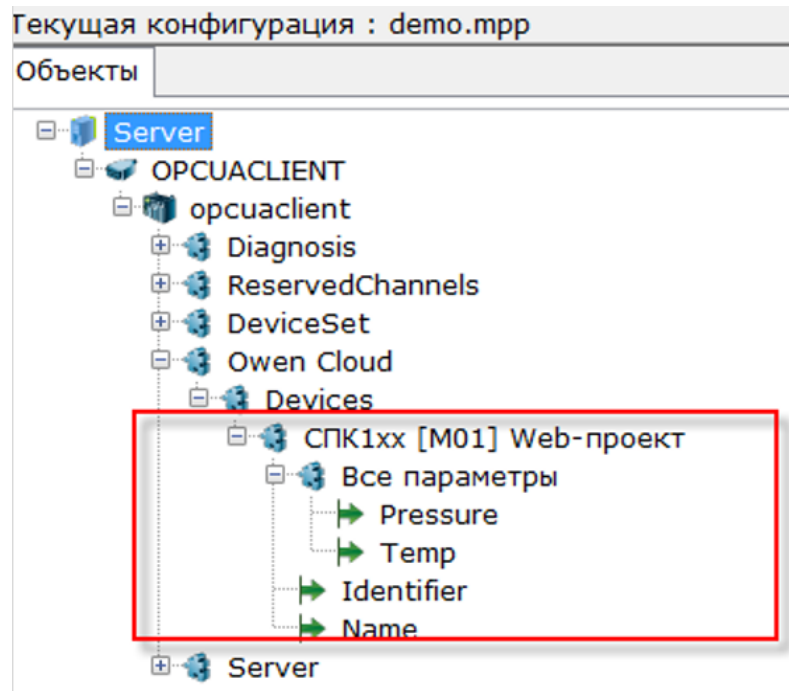 Текущая конфигурация : demo.mpp
Объекты
Server
OPCUACLIENT
opcuaclient
Diagnosis
ReservedChannels
DeviceSet
Owen Cloud
Devices
СПК1хх [M01] Web-проект
Все параметры
Pressure
Temp
Identifier
Name
Server